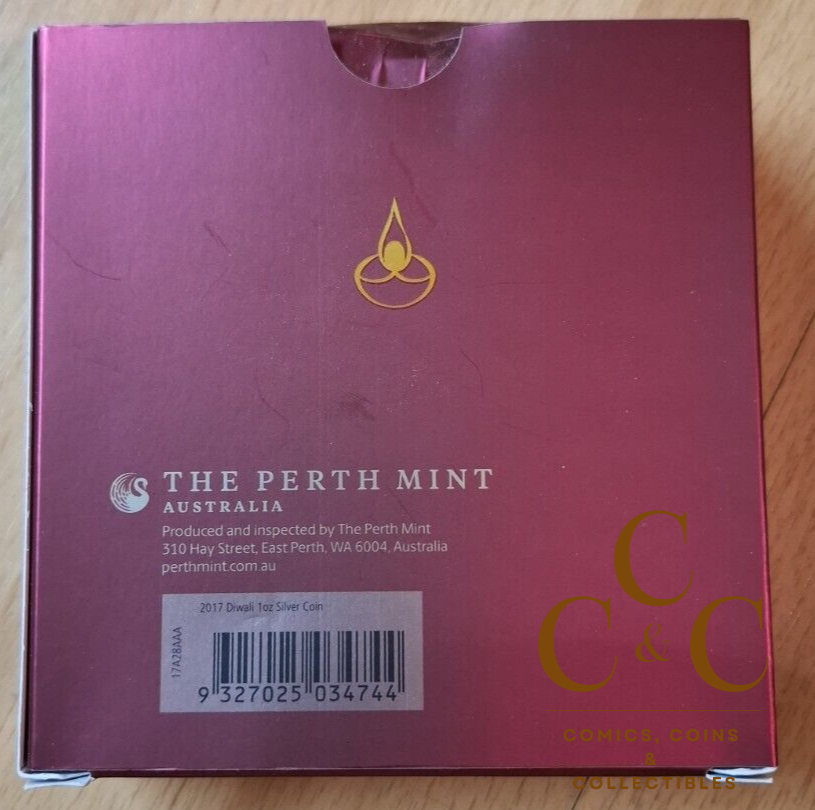 THE PERTH MINT
AUSTRALIA
Produced and inspected by The Perth Mint
310 Hay Street, East Perth, WA 6004, Australia
perthmint.com.au
2017 Diwali 1oz Silver Coin
17A28AAA
9 327025 034744
C
C & C
COMICS, COINS
&
COLLECTIBLES